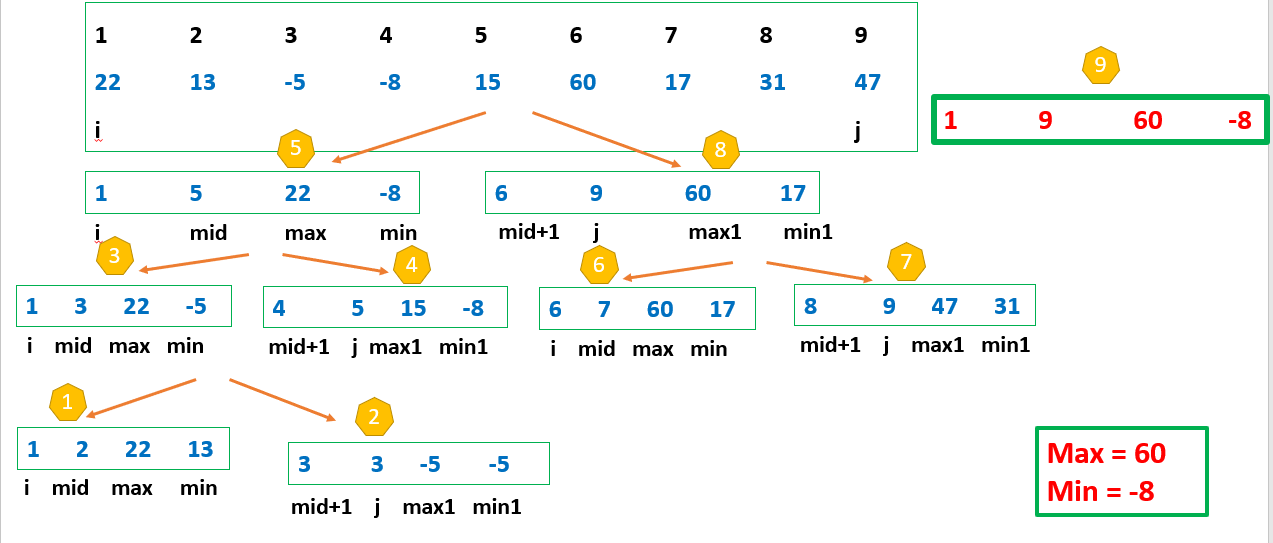 1 2 3 4 5 6 7 8 9
22 13 -5 -8 15 60 17 31 47
i j
9
1 9 60 -8
5
8
1 5 22 -8
i mid max min
6 9 60 17
mid+1 j max1 min1
3
4
6
7
1 3 22 -5
i mid max min
4 5 15 -8
mid+1 j max1 min1
6 7 60 17
i mid max min
8 9 47 31
mid+1 j max1 min1
1
2
1 2 22 13
i mid max min
3 3 -5 -5
mid+1 j max1 min1
Max = 60
Min = -8